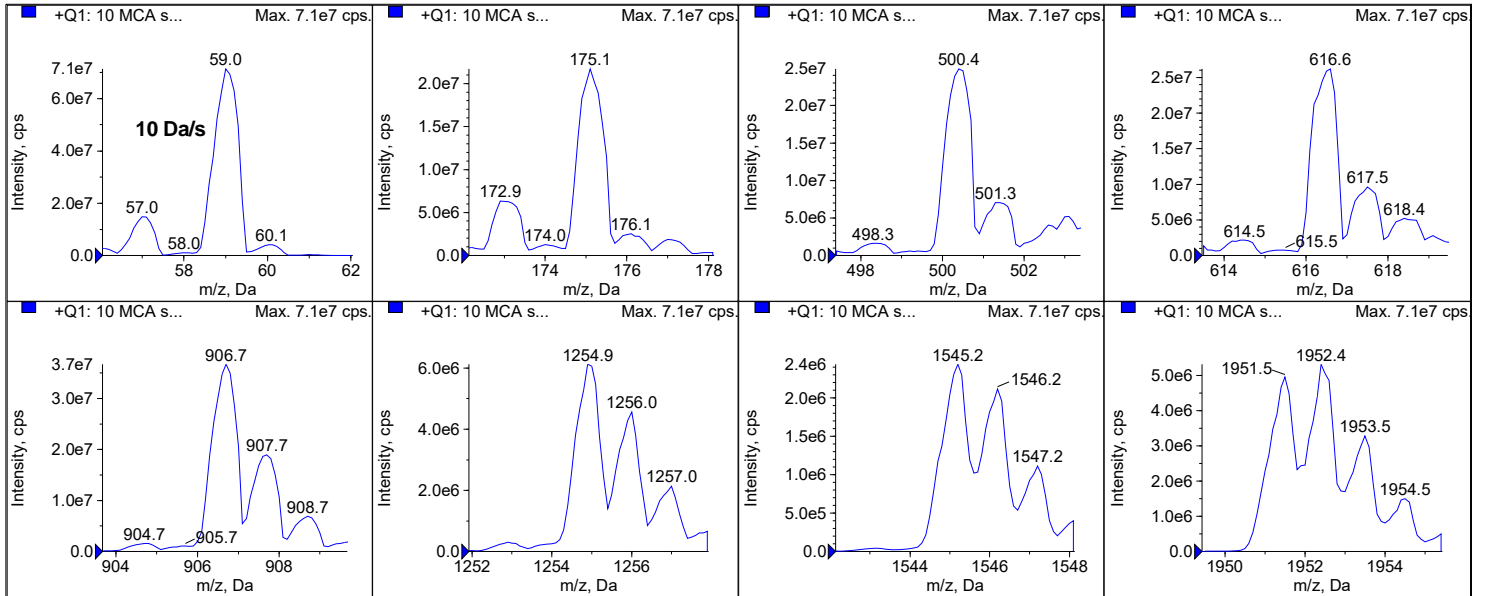 +Q1: 10 MCA s... Max. 7.1e7 cps.
59.0
7.1e7
6.0e7
10 Da/s
4.0e7
57.0
2.0e7
58.0 60.1
0.0
58 60 62
m/z, Da
Intensity, cps
+Q1: 10 MCA s... Max. 7.1e7 cps.
175.1
2.0e7
1.5e7
1.0e7
172.9
5.0e6
174.0 176.1
0.0
174 176 178
m/z, Da
Intensity, cps
+Q1: 10 MCA s... Max. 7.1e7 cps.
500.4
2.5e7
2.0e7
1.5e7
1.0e7
501.3
5.0e6
498.3
0.0
498 500 502
m/z, Da
Intensity, cps
+Q1: 10 MCA s... Max. 7.1e7 cps.
616.6
2.5e7
2.0e7
1.5e7
1.0e7
617.5
5.0e6
618.4
614.5 615.5
0.0
614 616 618
m/z, Da
Intensity, cps
+Q1: 10 MCA s... Max. 7.1e7 cps.
906.7
3.7e7
3.0e7
2.0e7
907.7
1.0e7
908.7
904.7 905.7
0.0
904 906 908
m/z, Da
Intensity, cps
+Q1: 10 MCA s... Max. 7.1e7 cps.
1254.9
6.0e6
1256.0
4.0e6
1257.0
2.0e6
0.0
1252 1254 1256 1258
m/z, Da
Intensity, cps
+Q1: 10 MCA s... Max. 7.1e7 cps.
1545.2
2.4e6
1546.2
2.0e6
1.5e6
1547.2
1.0e6
5.0e5
0.0
1544 1546 1548
m/z, Da
Intensity, cps
+Q1: 10 MCA s... Max. 7.1e7 cps.
1951.5 1952.4
5.0e6
4.0e6
1953.5
3.0e6
2.0e6
1954.5
1.0e6
0.0
1950 1952 1954
m/z, Da
Intensity, cps